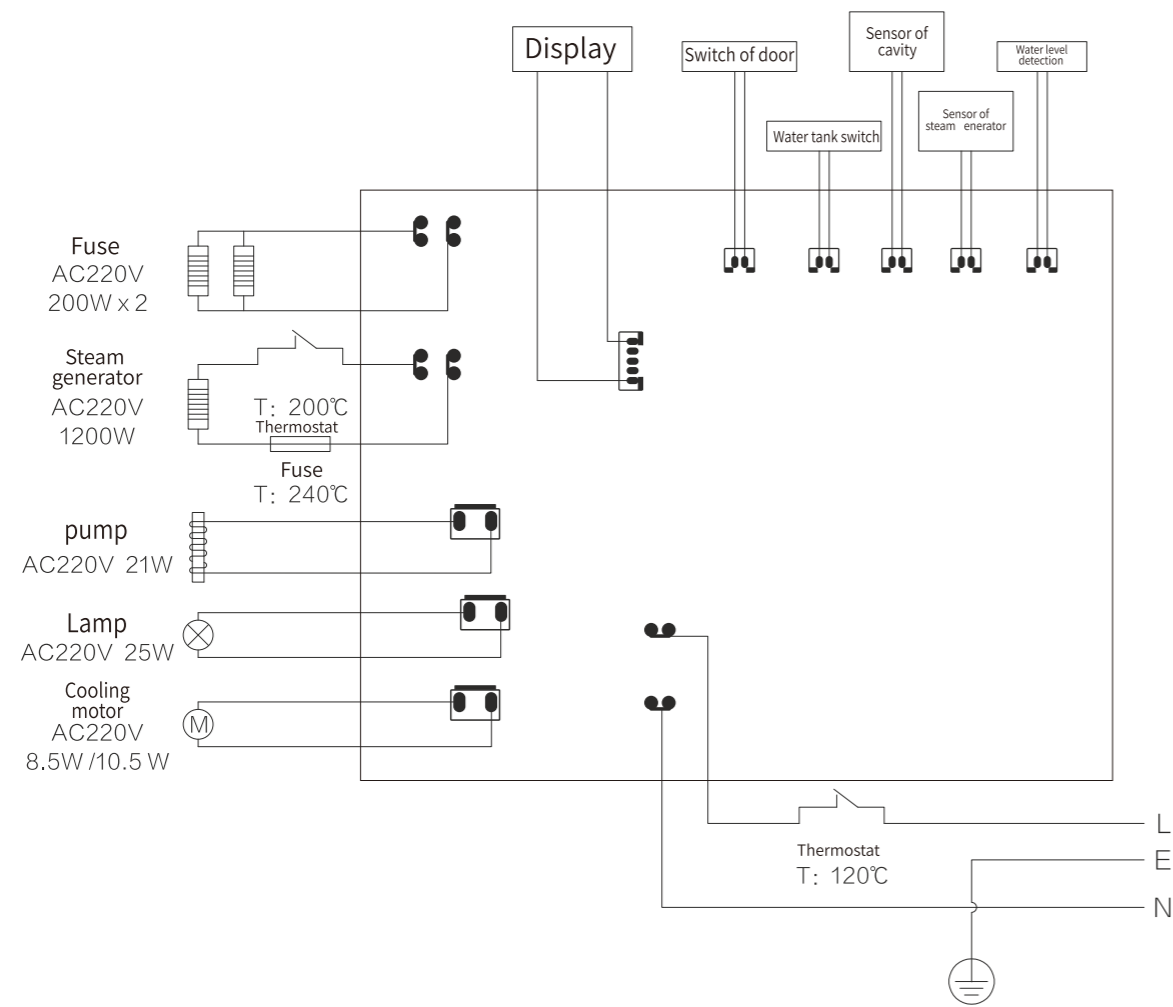 Display
Switch of door
Sensor of
cavity
Water level
detection
Water tank switch
Sensor of
steam enerator
Fuse
AC220V
200W x 2
Steam
generator
AC220V
1200W
T: 200℃
Thermostat
Fuse
T: 240℃
pump
AC220V 21W
Lamp
AC220V 25W
Cooling
motor
AC220V
8.5W /10.5 W
M
Thermostat
T: 120℃
L
E
N